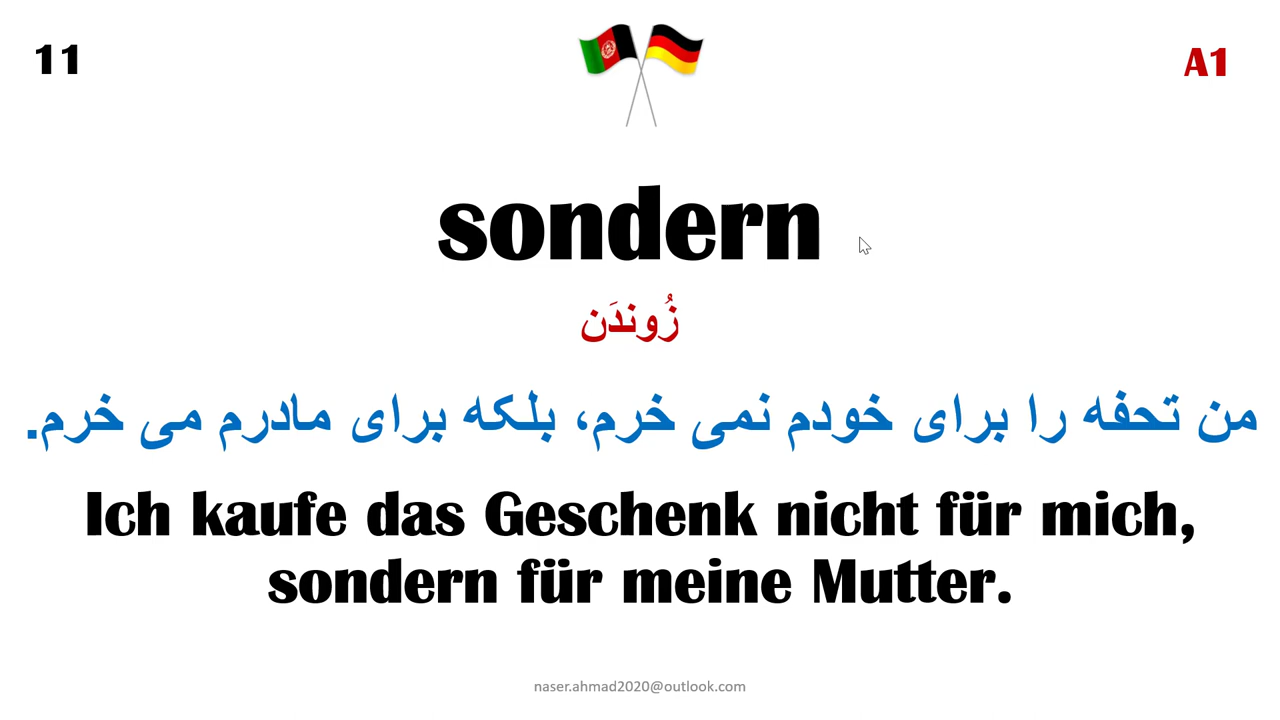 11
A1
sondern
زُوندَن
من تحفه را برای خودم نمی خرم، بلکه برای مادرم می خرم.
Ich kaufe das Geschenk nicht für mich,
sondern für meine Mutter.
naser.ahmad2020@outlook.com